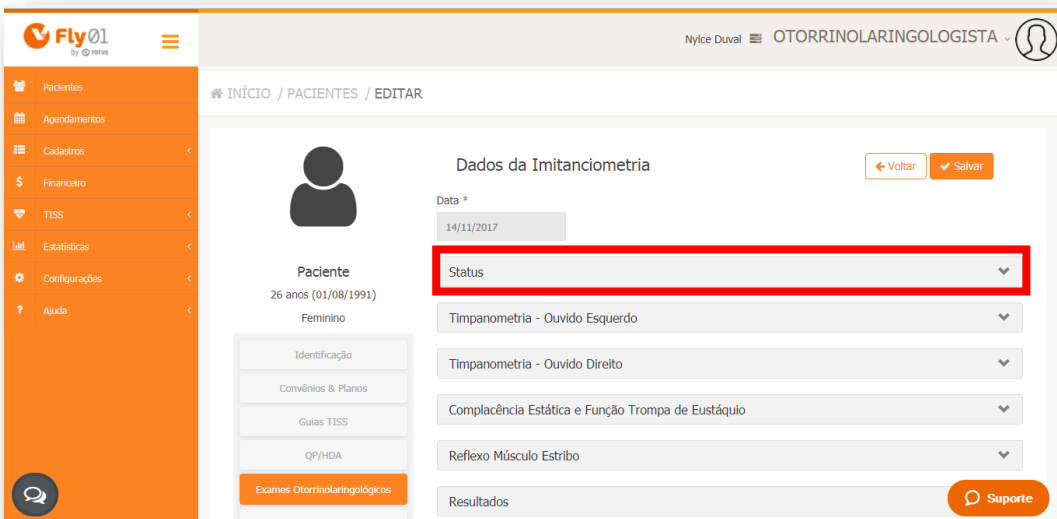 Fly01
by TOTVS
Nylce Duval OTORRINOLARINGOLOGISTA
Pacientes
Agendamentos
Cadastros
Financeiro
TISS
Estatísticas
Configurações
Ajuda
INÍCIO / PACIENTES / EDITAR
Paciente
26 anos (01/08/1991)
Feminino
Identificação
Convênios & Planos
Guias TISS
QP/HDA
Exames Otorrinolaringológicos
Dados da Imitanciometria
Voltar
Salvar
Data *
14/11/2017
Status
Timpanometria - Ouvido Esquerdo
Timpanometria - Ouvido Direito
Complacência Estática e Função Trompa de Eustáquio
Reflexo Músculo Estribo
Resultados
Suporte